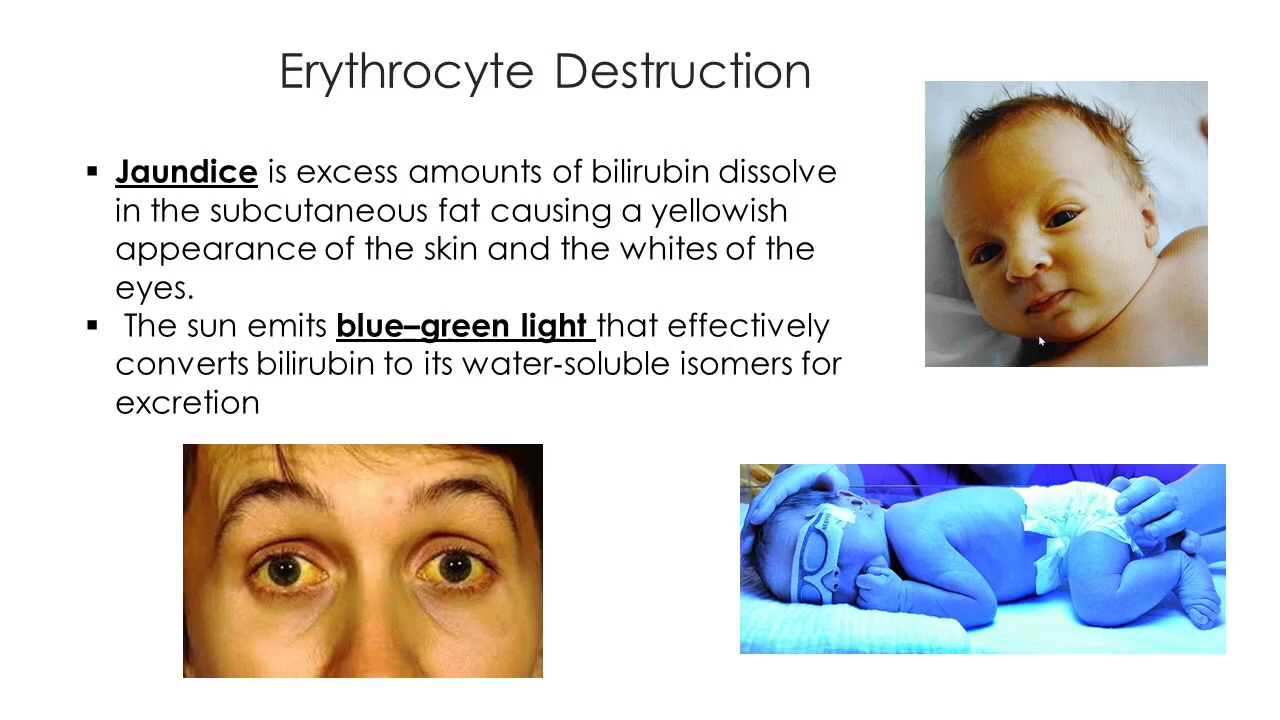 Erythrocyte Destruction
▪ Jaundice is excess amounts of bilirubin dissolve
in the subcutaneous fat causing a yellowish
appearance of the skin and the whites of the
eyes.
▪ The sun emits blue–green light that effectively
converts bilirubin to its water-soluble isomers for
excretion